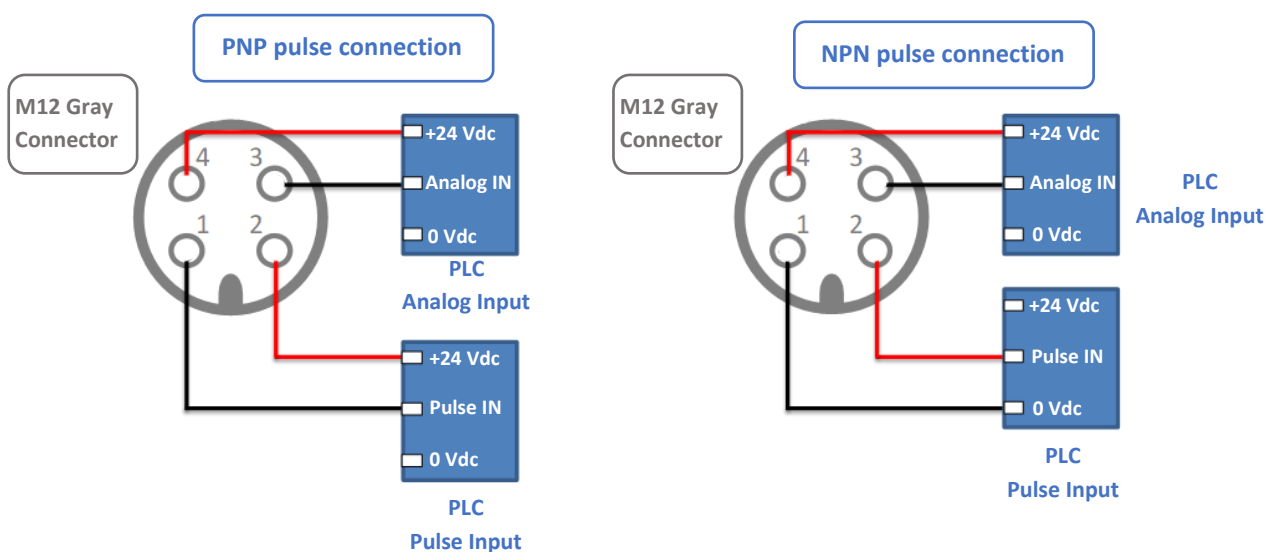 PNP pulse connection
M12 Gray
Connector
4
3
1
2
+24 Vdc
Analog IN
0 Vdc
PLC
Analog Input
+24 Vdc
Pulse IN
0 Vdc
PLC
Pulse Input
NPN pulse connection
M12 Gray
Connector
4
3
1
2
+24 Vdc
Analog IN
0 Vdc
PLC
Analog Input
+24 Vdc
Pulse IN
0 Vdc
PLC
Pulse Input